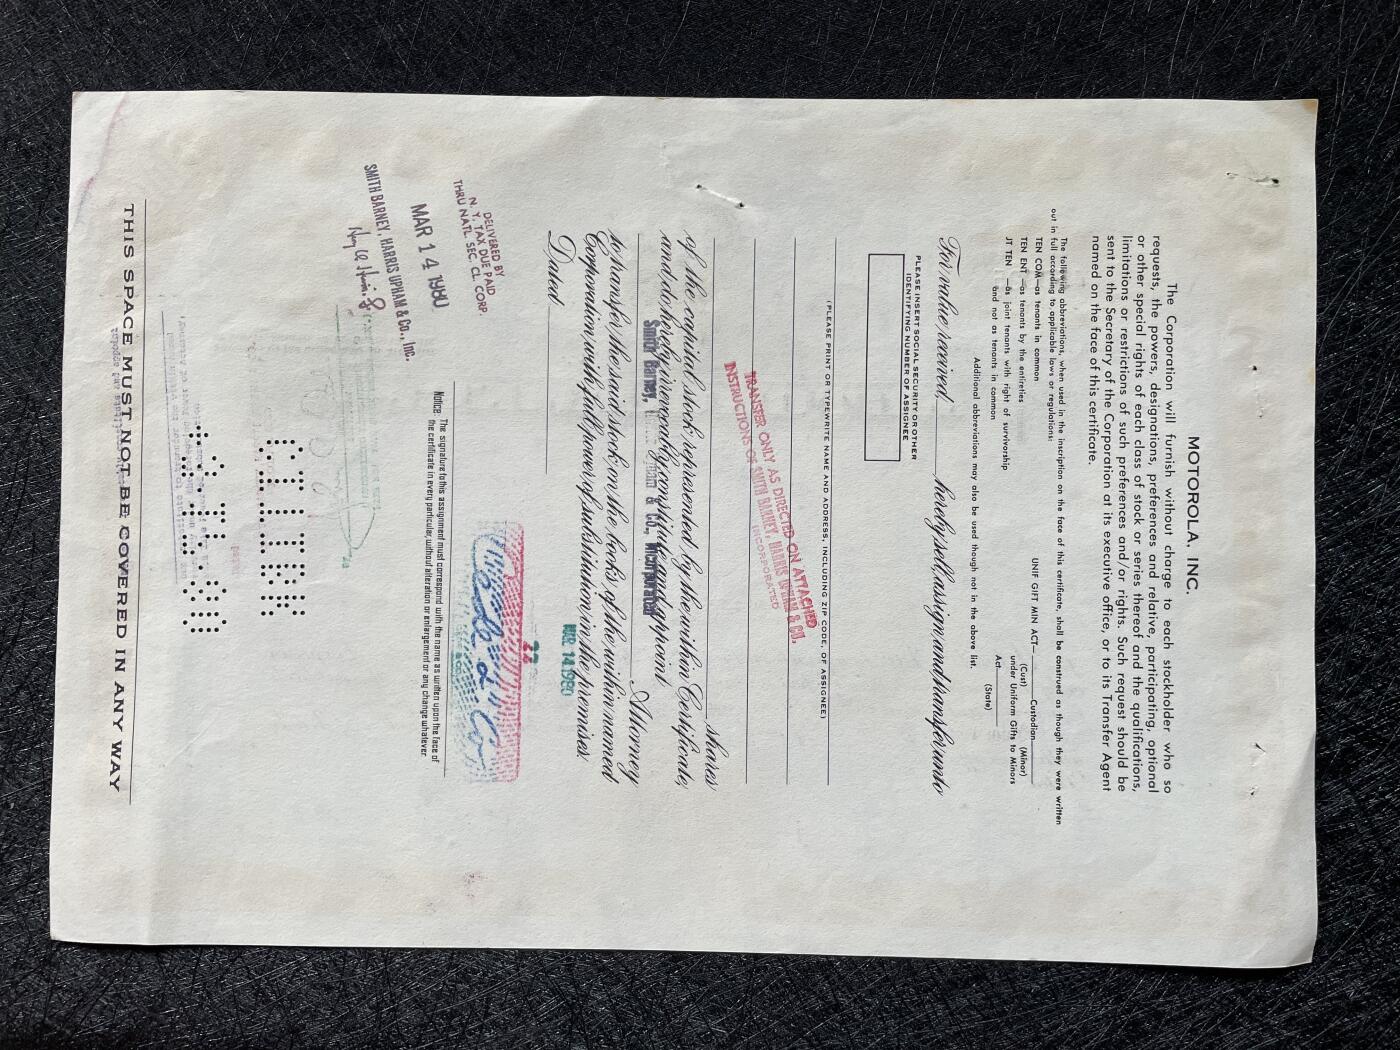 MOTOROLA, INC.
The Corporation will furnish without charge to each stockholder who so
requests, the powers, designations, preferences and relative, participating, optional
or other special rights of each class of stock or series thereof and the qualifications,
limitations or restrictions of such preferences and/or rights. Such request should be
sent to the Secretary of the Corporation at its executive office, or to its Transfer Agent
named on the face of this certificate.
The following abbreviations, when used in the inscription on the face of this certificate, shall be construed as though they were written
out in full according to applicable laws or regulations:
TEN COM—as tenants in common
TEN ENT —as tenants by the entireties
JT TEN —as joint tenants with right of survivorship
and not as tenants in common
UNIF GIFT MIN ACT— Custodian
(Cust) (Minor)
under Uniform Gifts to Minors
Act
(State)
Additional abbreviations may also be used though not in the above list.
For value received, hereby sell, assign and transfer unto
PLEASE INSERT SOCIAL SECURITY OR OTHER
IDENTIFYING NUMBER OF ASSIGNEE
(PLEASE PRINT OR TYPEWRITE NAME AND ADDRESS, INCLUDING ZIP CODE, OF ASSIGNEE)
TRANSFER ONLY AS DIRECTED ON ATTACHED
INSTRUCTIONS OF SMITH BARNEY, HARRIS UPHAM & CO.
INCORPORATED
shares
of the capital stock represented by the within Certificate,
and do hereby irrevocably constitute and appoint
Smith Barney, & Co., Incorporated
Attorney
to transfer the said stock on the books of the within named
Corporation with full power of substitution in the premises.
Dated
MAR 14 1980
DELIVERED BY
N. Y. TAX DUE PAID
THRU NATL. SEC. CL. CORP.
MAR 14 1980
SMITH BARNEY, HARRIS UPHAM & Co., Inc.
Notice: The signature to this assignment must correspond with the name as written upon the face of
the certificate in every particular, without alteration or enlargement or any change whatever.
THIS SPACE MUST NOT BE COVERED IN ANY WAY